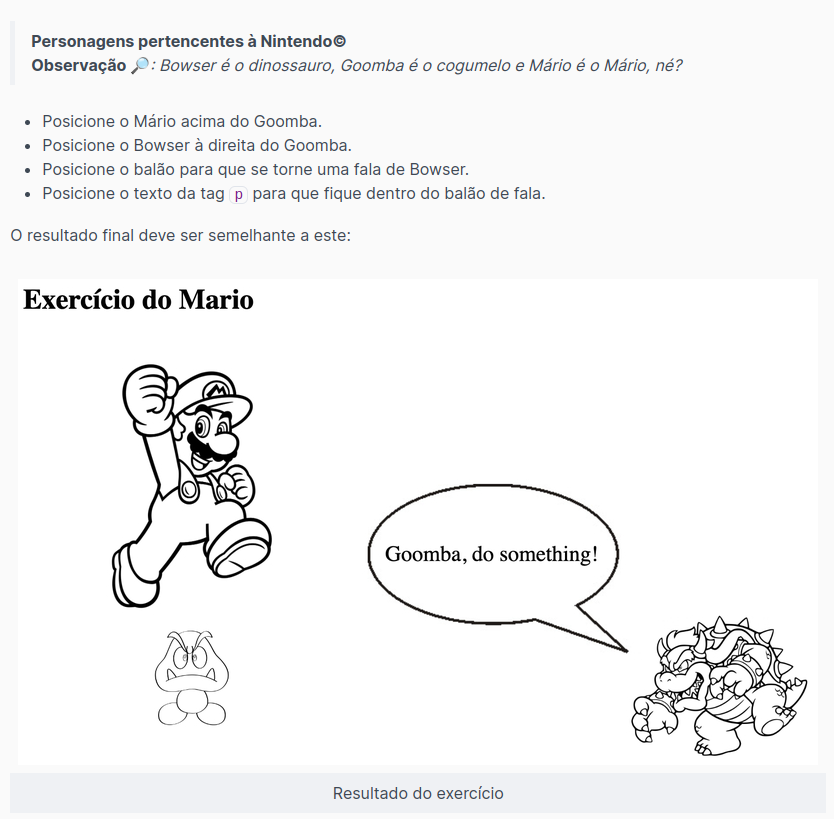 Personagens pertencentes à Nintendo©
Observação 🔎: Bowser é o dinossauro, Goomba é o cogumelo e Mário é o Mário, né?
• Posicione o Mário acima do Goomba.
• Posicione o Bowser à direita do Goomba.
• Posicione o balão para que se torne uma fala de Bowser.
• Posicione o texto da tag p para que fique dentro do balão de fala.
O resultado final deve ser semelhante a este:
Exercício do Mario
M
Goomba, do something!
Resultado do exercício